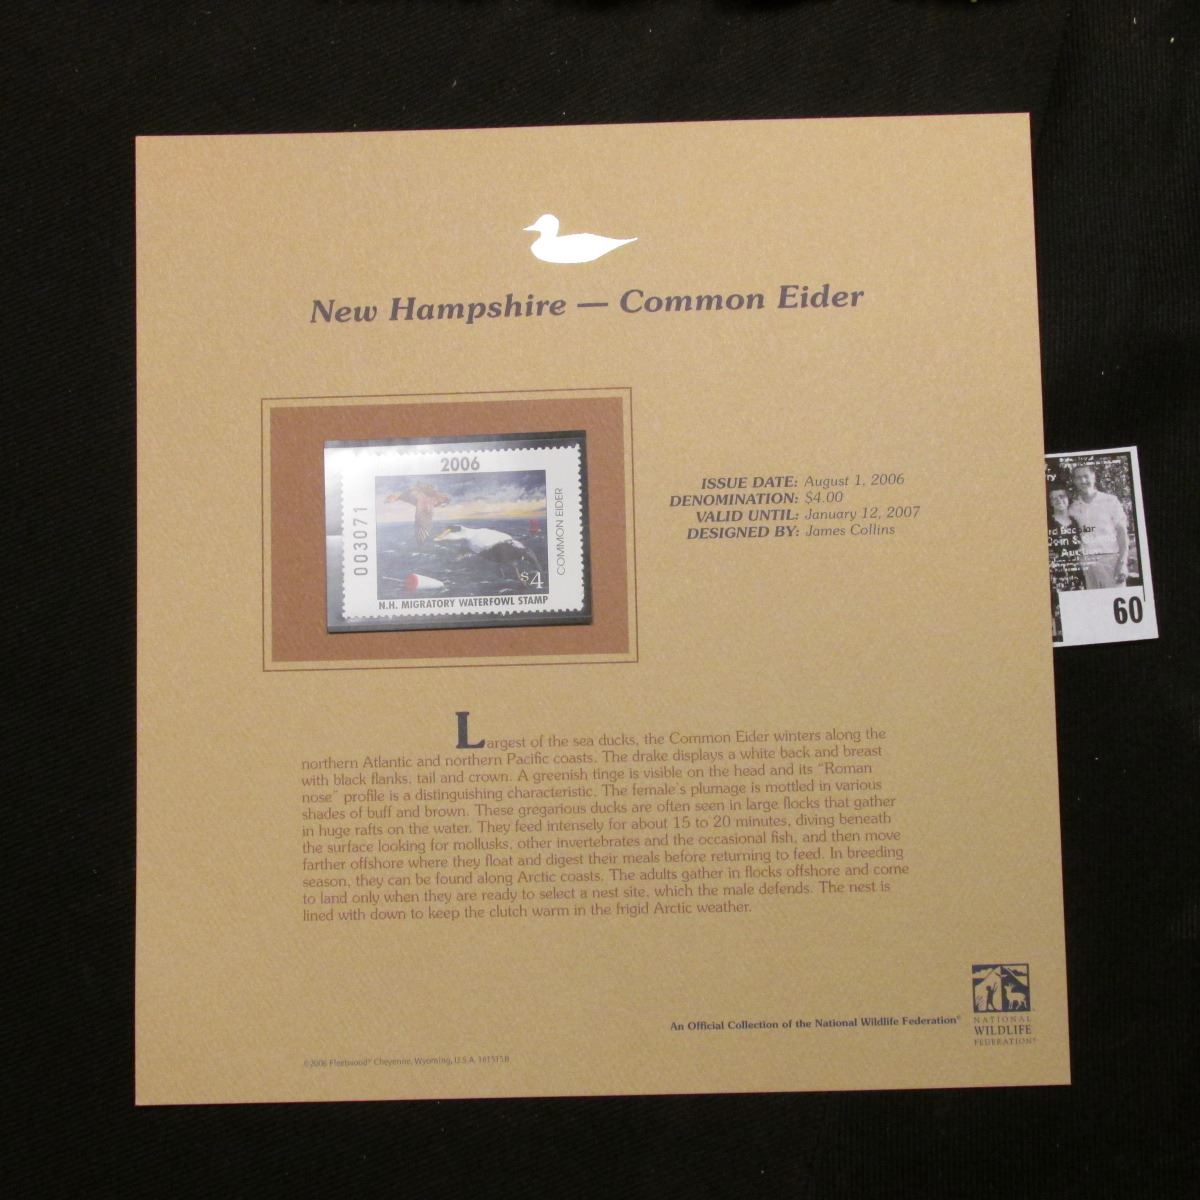 New Hampshire — Common Eider
2006
003071
COMMON EIDER
$4
N.H. MIGRATORY WATERFOWL STAMP
ISSUE DATE: August 1, 2006
DENOMINATION: $4.00
VALID UNTIL: January 12, 2007
DESIGNED BY: James Collins
60
Largest of the sea ducks, the Common Eider winters along the
northern Atlantic and northern Pacific coasts. The drake displays a white back and breast
with black flanks, tail and crown. A greenish tinge is visible on the head and its “Roman
nose” profile is a distinguishing characteristic. The female’s plumage is mottled in various
shades of buff and brown. These gregarious ducks are often seen in large flocks that gather
in huge rafts on the water. They feed intensely for about 15 to 20 minutes, diving beneath
the surface looking for mollusks, other invertebrates and the occasional fish, and then move
farther offshore where they float and digest their meals before returning to feed. In breeding
season, they can be found along Arctic coasts. The adults gather in flocks offshore and come
to land only when they are ready to select a nest site, which the male defends. The nest is
lined with down to keep the clutch warm in the frigid Arctic weather.
An Official Collection of the National Wildlife Federation®
NATIONAL
WILDLIFE
FEDERATION®
©2006 Fleetwood® Cheyenne, Wyoming, U.S.A. 161515B